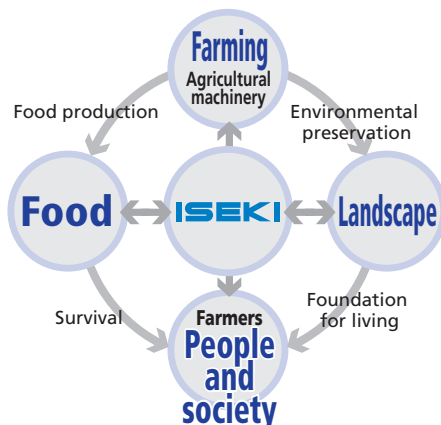 Farming
Agricultural
machinery
Food production
Environmental
preservation
Food
ISEKI
Landscape
Survival
Foundation
for living
Farmers
People
and
society